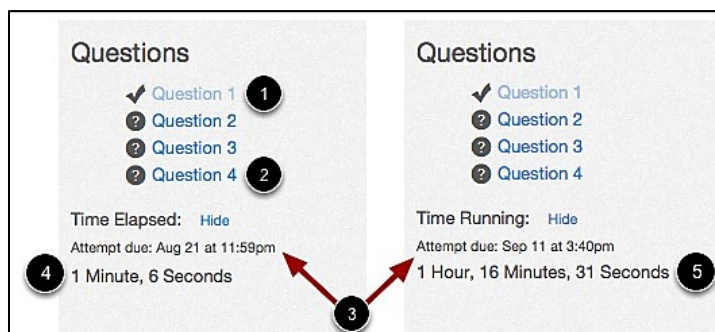 Questions
Question 1 1
? Question 2
? Question 3
? Question 4 2
Time Elapsed: Hide
Attempt due: Aug 21 at 11:59pm
4 1 Minute, 6 Seconds
3
Questions
Question 1
? Question 2
? Question 3
? Question 4
Time Running: Hide
Attempt due: Sep 11 at 3:40pm
1 Hour, 16 Minutes, 31 Seconds 5